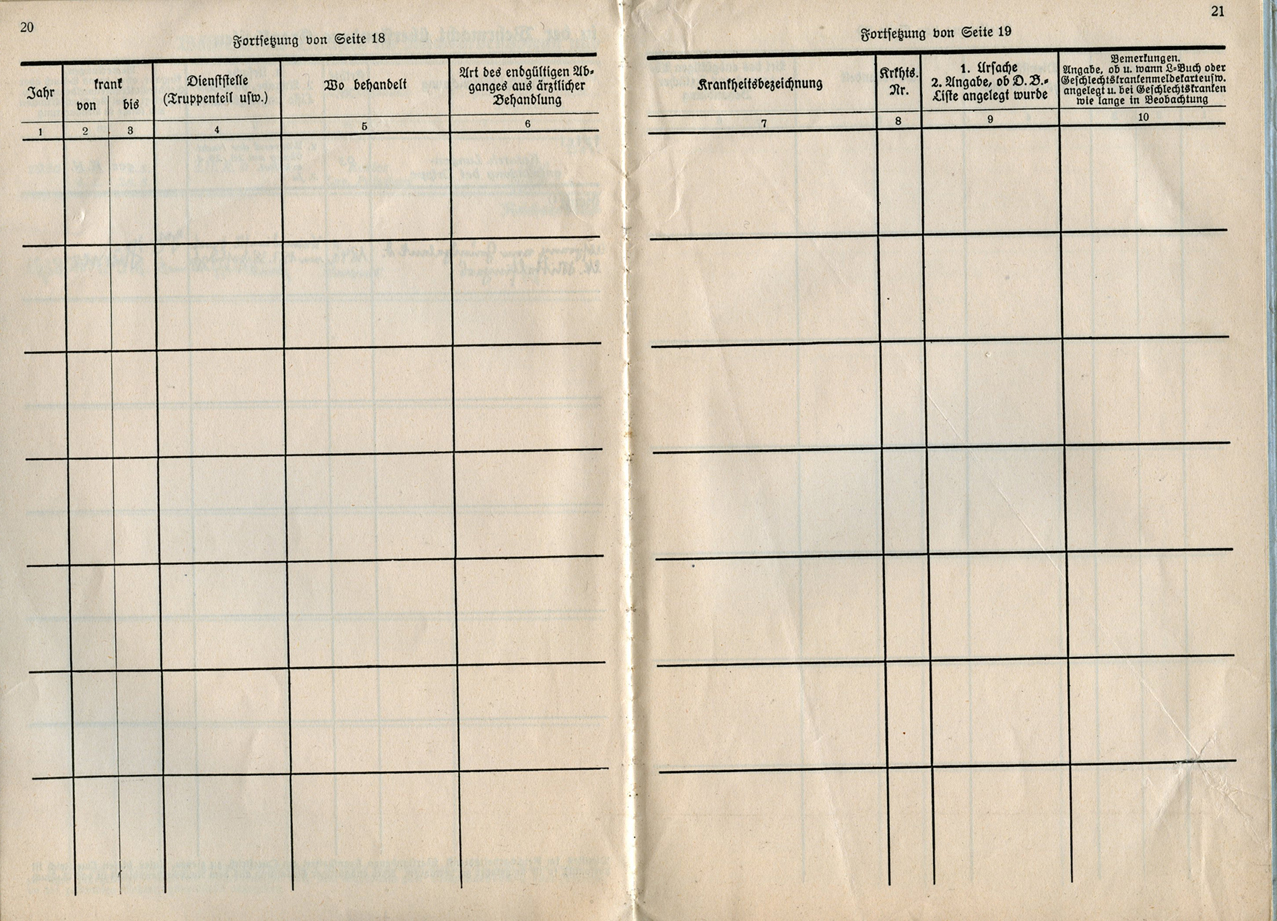 20
Fortsetzung von Seite 18
Jahr
krank
von
bis
Dienststelle
(Truppenteil usw.)
Wo behandelt
Art des endgültigen Ab-
ganges aus ärztlicher
Behandlung
1
2
3
4
5
6
21
Fortsetzung von Seite 19
Krankheitsbezeichnung
Krkhts.
Nr.
1. Ursache
2. Angabe, ob D.B.-
Liste angelegt wurde
Bemerkungen.
Angabe, ob u. wann L-Buch oder
Geschlechtskrankenmeldekarte usw.
angelegt u. bei Geschlechtskranken
wie lange in Beobachtung
7
8
9
10